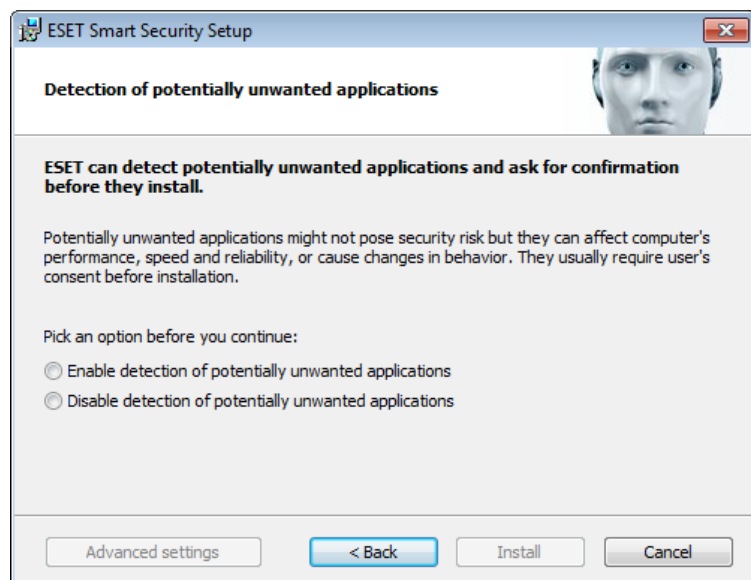 ESET Smart Security Setup
Detection of potentially unwanted applications
ESET can detect potentially unwanted applications and ask for confirmation
before they install.
Potentially unwanted applications might not pose security risk but they can affect computer's
performance, speed and reliability, or cause changes in behavior. They usually require user's
consent before installation.
Pick an option before you continue:
Enable detection of potentially unwanted applications
Disable detection of potentially unwanted applications
Advanced settings
< Back
Install
Cancel